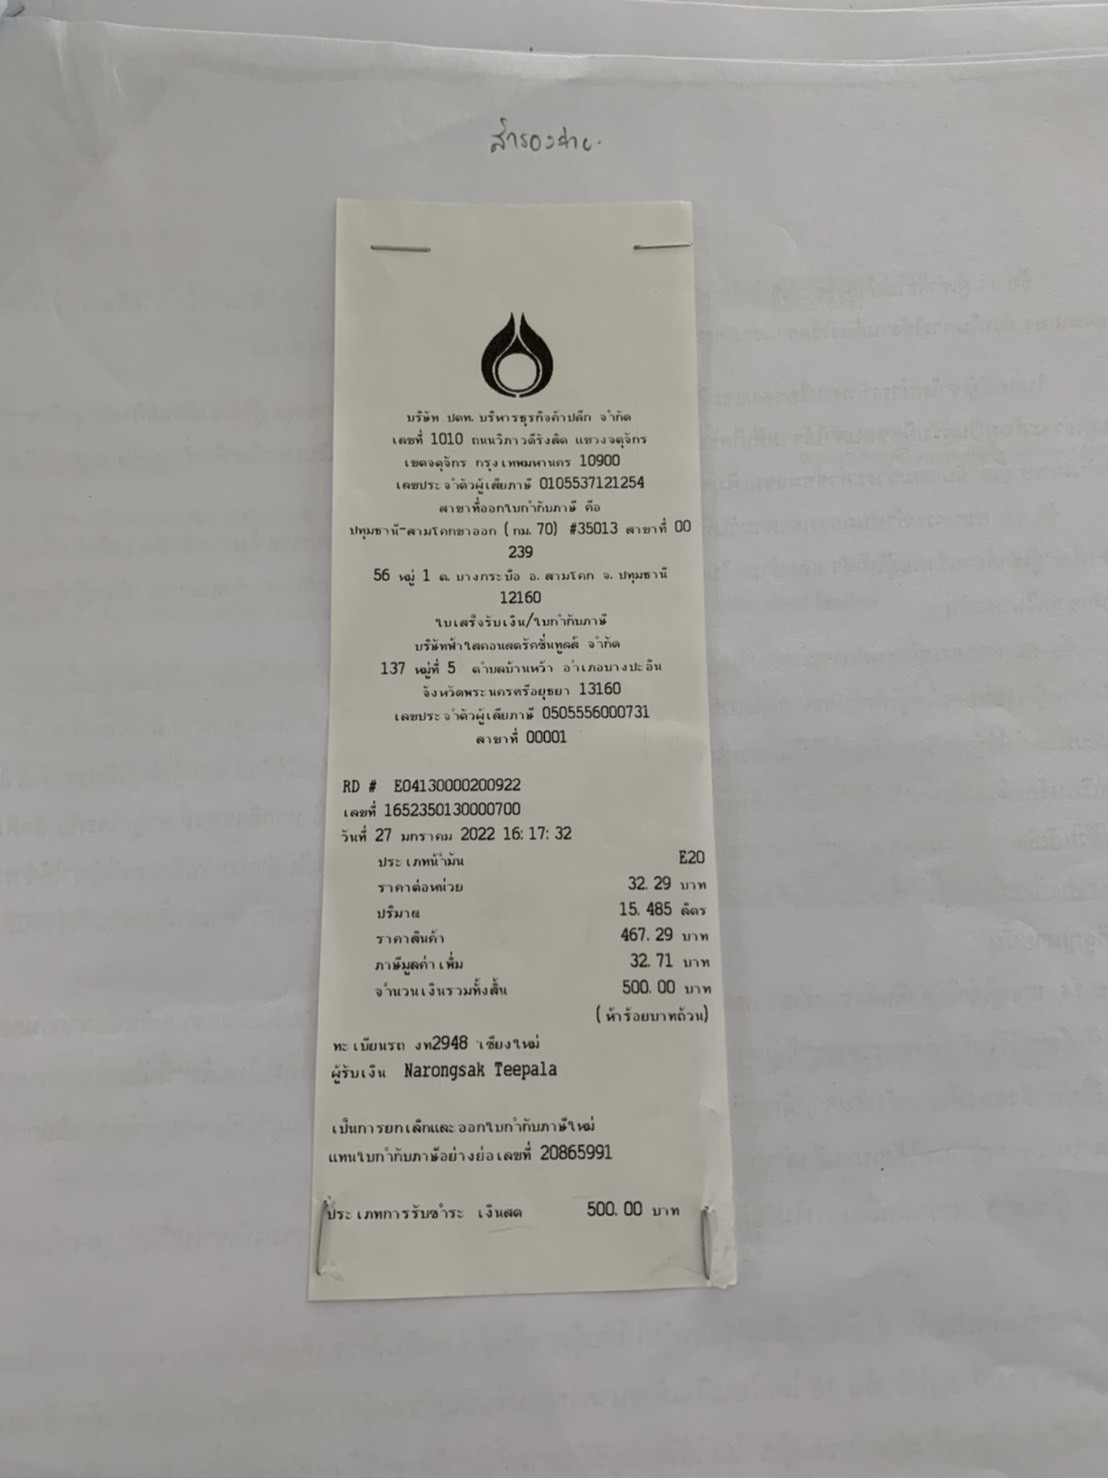 สำรองจ่าย
บริษัท ปตท. บริหารธุรกิจค้าปลีก จำกัด
เลขที่ 1010 ถนนวิภาวดีรังสิต แขวงจตุจักร
เขตจตุจักร กรุงเทพมหานคร 10900
เลขประจำตัวผู้เสียภาษี 0105537121254
สาขาที่ออกใบกำกับภาษี คือ
ปทุมธานี-สามโคกขาออก (กม. 70) #35013 สาขาที่ 00
239
56 หมู่ 1 ต. บางกระบือ อ. สามโคก จ. ปทุมธานี
12160
ใบเสร็จรับเงิน/ใบกำกับภาษี
บริษัทฟ้าใสคอนสตรัคชั่นทูลส์ จำกัด
137 หมู่ที่ 5 ตำบลบ้านหว้า อำเภอบางปะอิน
จังหวัดพระนครศรีอยุธยา 13160
เลขประจำตัวผู้เสียภาษี 0505556000731
สาขาที่ 00001
RD # E04130000200922
เลขที่ 1652350130000700
วันที่ 27 มกราคม 2022 16:17:32
ประเภทน้ำมัน E20
ราคาต่อหน่วย 32.29 บาท
ปริมาณ 15.485 ลิตร
ราคาสินค้า 467.29 บาท
ภาษีมูลค่าเพิ่ม 32.71 บาท
จำนวนเงินรวมทั้งสิ้น 500.00 บาท
(ห้าร้อยบาทถ้วน)
ทะเบียนรถ งท2948 เชียงใหม่
ผู้รับเงิน Narongsak Teepala
เป็นการยกเลิกและออกใบกำกับภาษีใหม่
แทนใบกำกับภาษีอย่างย่อเลขที่ 20865991
ประเภทการรับชำระ เงินสด 500.00 บาท